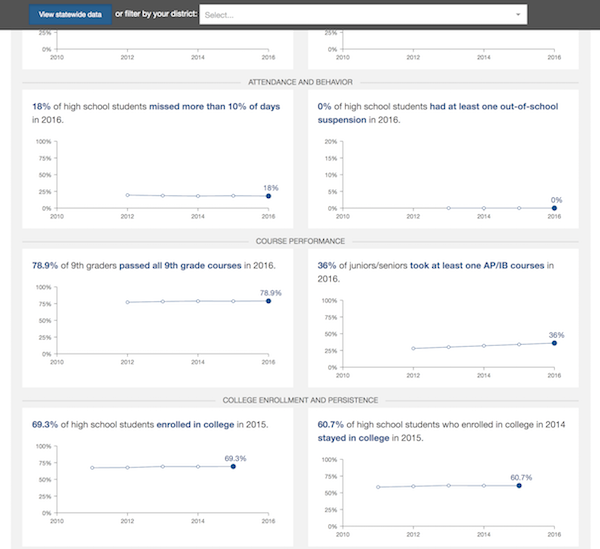 View statewide data or filter by your district: Select...
25%
0%
2010 2012 2014 2016
25%
0%
2010 2012 2014 2016
ATTENDANCE AND BEHAVIOR
18% of high school students missed more than 10% of days
in 2016.
100%
75%
50%
25%
0%
18%
2010 2012 2014 2016
0% of high school students had at least one out-of-school
suspension in 2016.
20%
15%
10%
5%
0%
0%
2010 2012 2014 2016
COURSE PERFORMANCE
78.9% of 9th graders passed all 9th grade courses in 2016.
100%
75%
50%
25%
0%
78.9%
2010 2012 2014 2016
36% of juniors/seniors took at least one AP/IB courses in
2016.
100%
75%
50%
25%
0%
36%
2010 2012 2014 2016
COLLEGE ENROLLMENT AND PERSISTENCE
69.3% of high school students enrolled in college in 2015.
100%
75%
50%
25%
0%
69.3%
2010 2012 2014 2016
60.7% of high school students who enrolled in college in 2014
stayed in college in 2015.
100%
75%
50%
25%
0%
60.7%
2010 2012 2014 2016